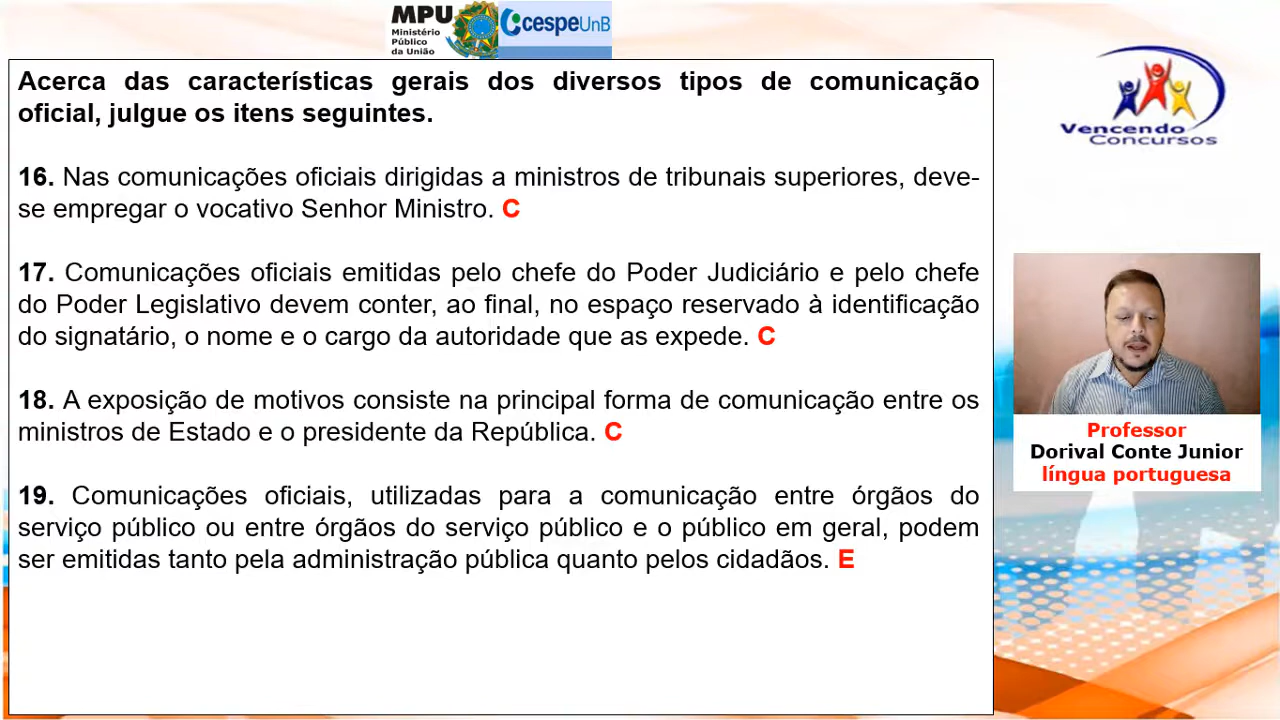 MPU
Ministério
Público
da União
cespeUnB
Acerca das características gerais dos diversos tipos de comunicação
oficial, julgue os itens seguintes.
16. Nas comunicações oficiais dirigidas a ministros de tribunais superiores, deve-
se empregar o vocativo Senhor Ministro. C
17. Comunicações oficiais emitidas pelo chefe do Poder Judiciário e pelo chefe
do Poder Legislativo devem conter, ao final, no espaço reservado à identificação
do signatário, o nome e o cargo da autoridade que as expede. C
18. A exposição de motivos consiste na principal forma de comunicação entre os
ministros de Estado e o presidente da República. C
19. Comunicações oficiais, utilizadas para a comunicação entre órgãos do
serviço público ou entre órgãos do serviço público e o público em geral, podem
ser emitidas tanto pela administração pública quanto pelos cidadãos. E
Vencendo
Concursos
Professor
Dorival Conte Junior
língua portuguesa